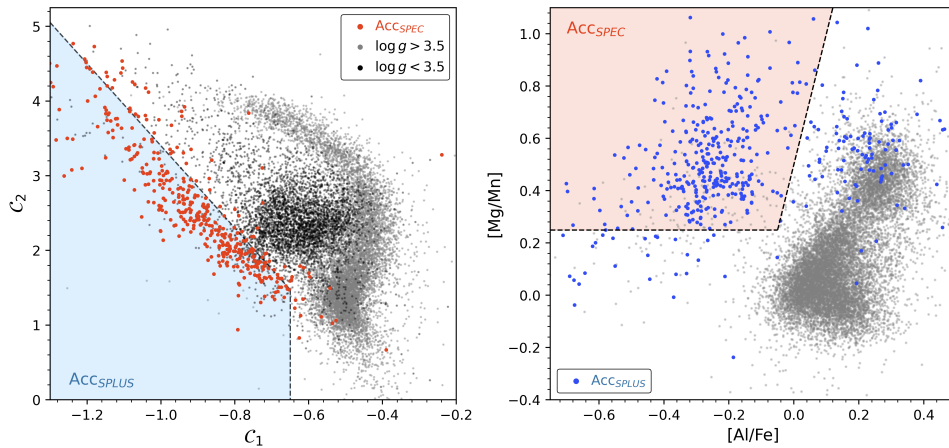 Acc_SPEC
log g > 3.5
log g < 3.5
Acc_SPLUS
C_2
5
4
3
2
1
0
−1.2
−1.0
−0.8
−0.6
−0.4
−0.2
C_1
Acc_SPEC
Acc_SPLUS
[Mg/Mn]
1.0
0.8
0.6
0.4
0.2
0.0
−0.2
−0.4
−0.6
−0.4
−0.2
0.0
0.2
0.4
[Al/Fe]